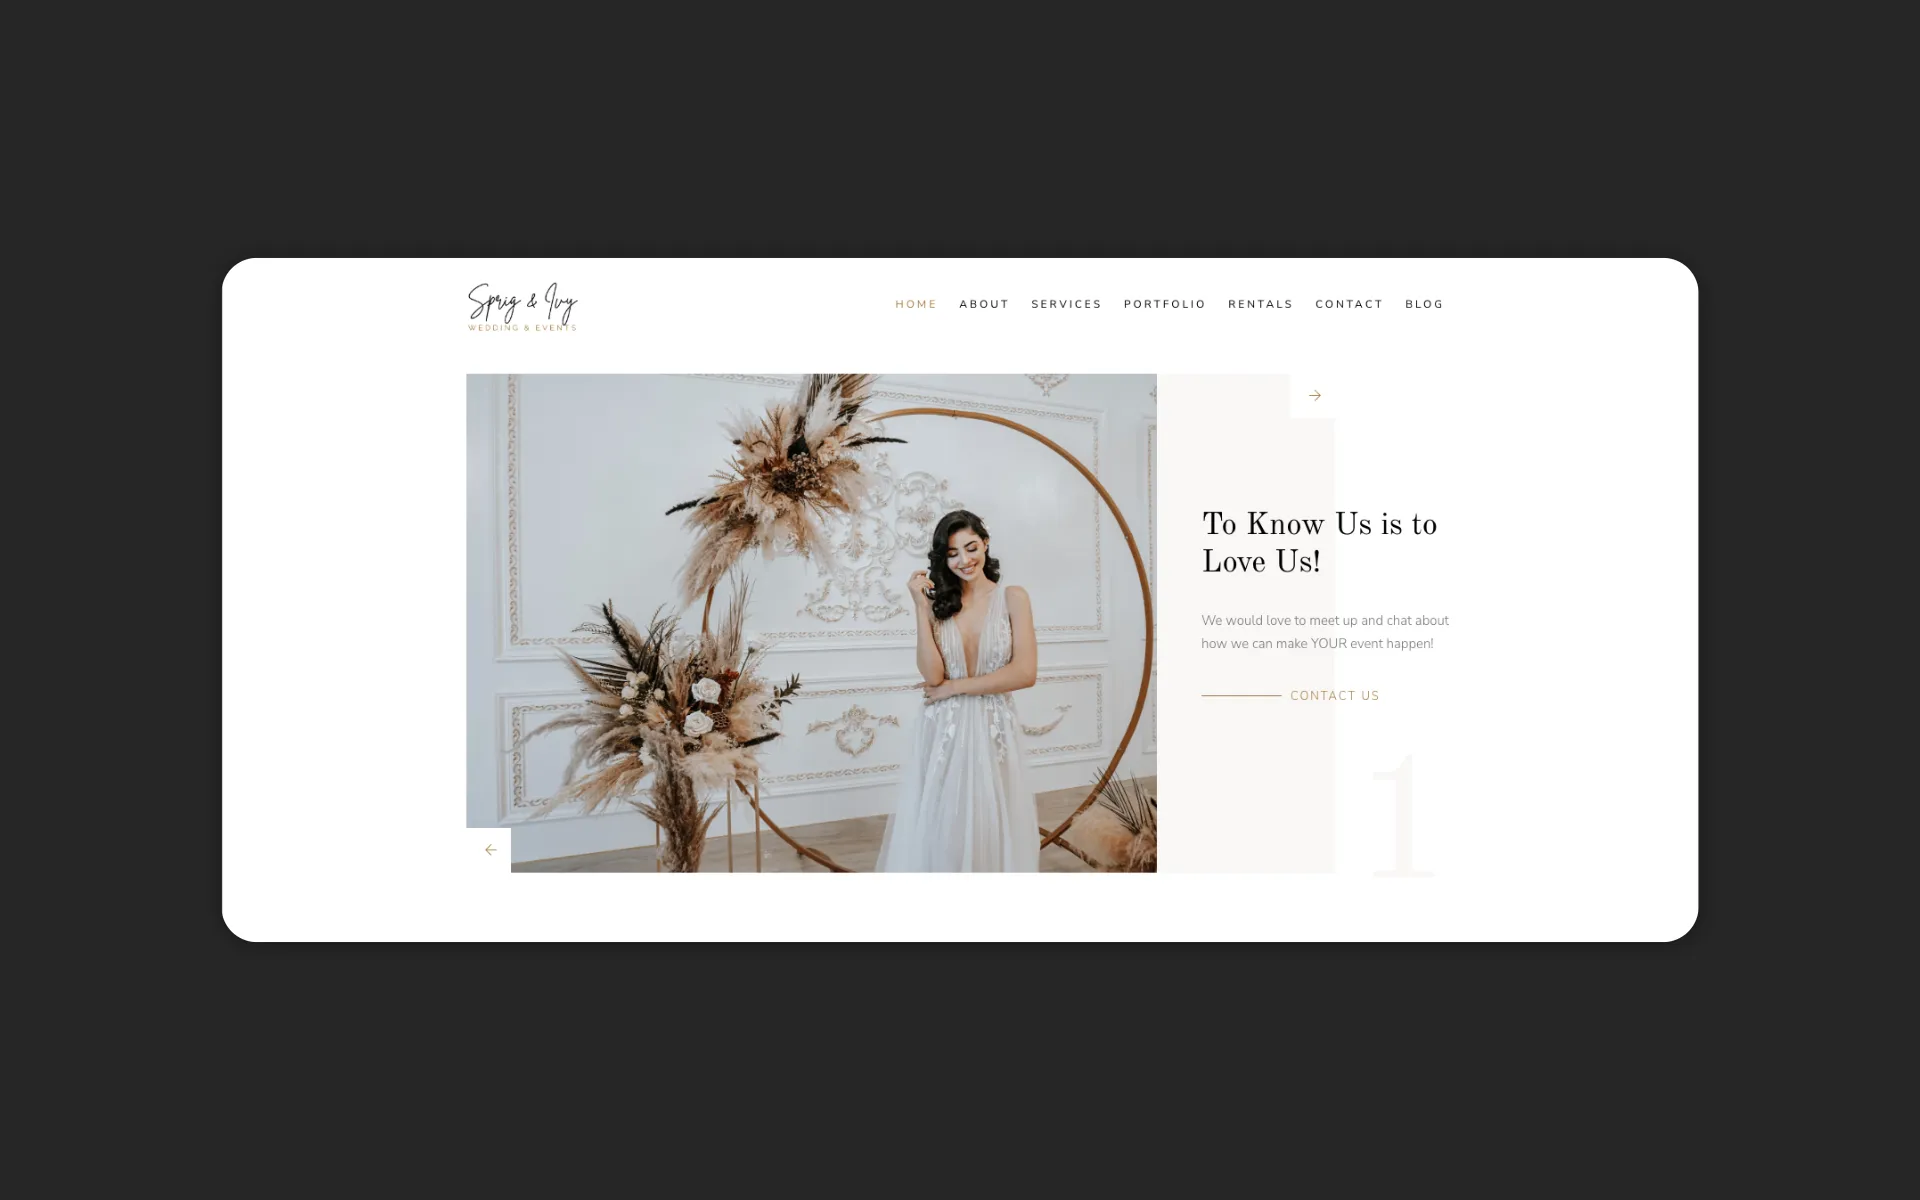 Sprig & Ivy
WEDDING & EVENTS
HOME ABOUT SERVICES PORTFOLIO RENTALS CONTACT BLOG
To Know Us is to
Love Us!
We would love to meet up and chat about
how we can make YOUR event happen!
CONTACT US
1